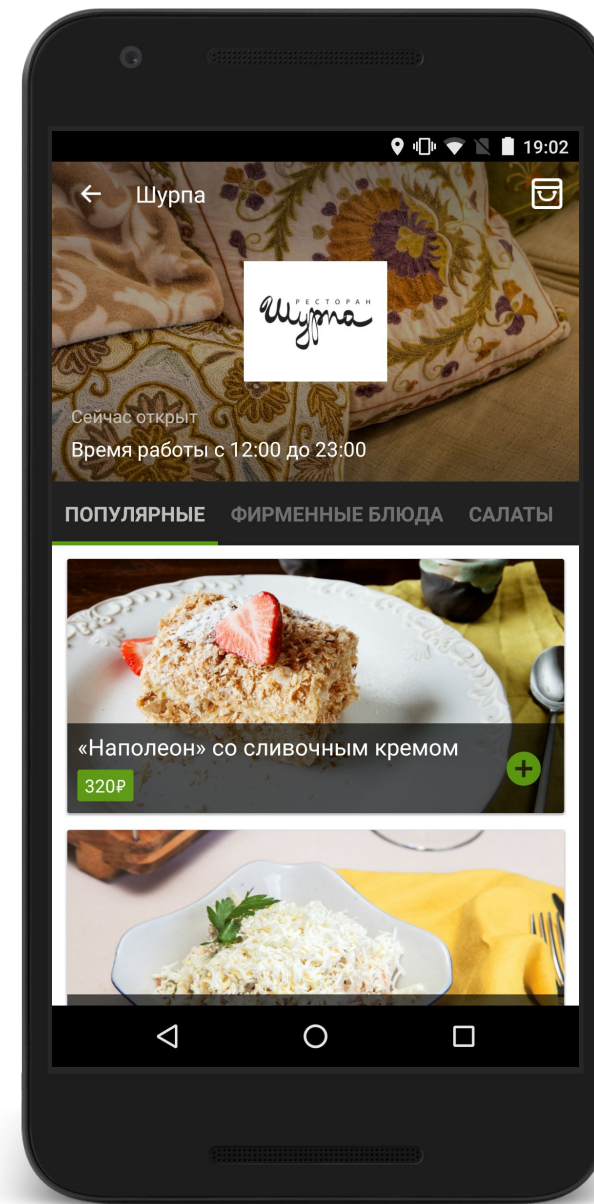 19:02
Шурпа
РЕСТОРАН
Шурпа
Сейчас открыт
Время работы с 12:00 до 23:00
ПОПУЛЯРНЫЕ ФИРМЕННЫЕ БЛЮДА САЛАТЫ
«Наполеон» со сливочным кремом
320₽